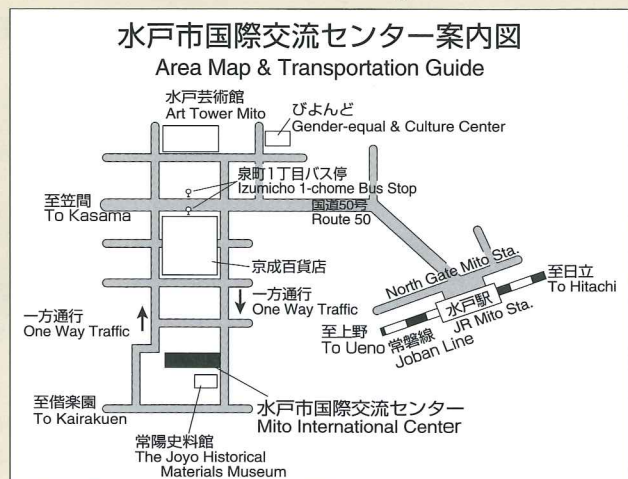 水戸市国際交流センター案内図
Area Map & Transportation Guide
水戸芸術館
Art Tower Mito
びよんど
Gender-equal & Culture Center
泉町1丁目バス停
Izumicho 1-chome Bus Stop
至笠間
To Kasama
国道50号
Route 50
京成百貨店
North Gate Mito Sta.
至日立
To Hitachi
水戸駅
JR Mito Sta.
至上野
To Ueno
常磐線
Joban Line
一方通行
One Way Traffic
一方通行
One Way Traffic
至偕楽園
To Kairakuen
水戸市国際交流センター
Mito International Center
常陽史料館
The Joyo Historical
Materials Museum